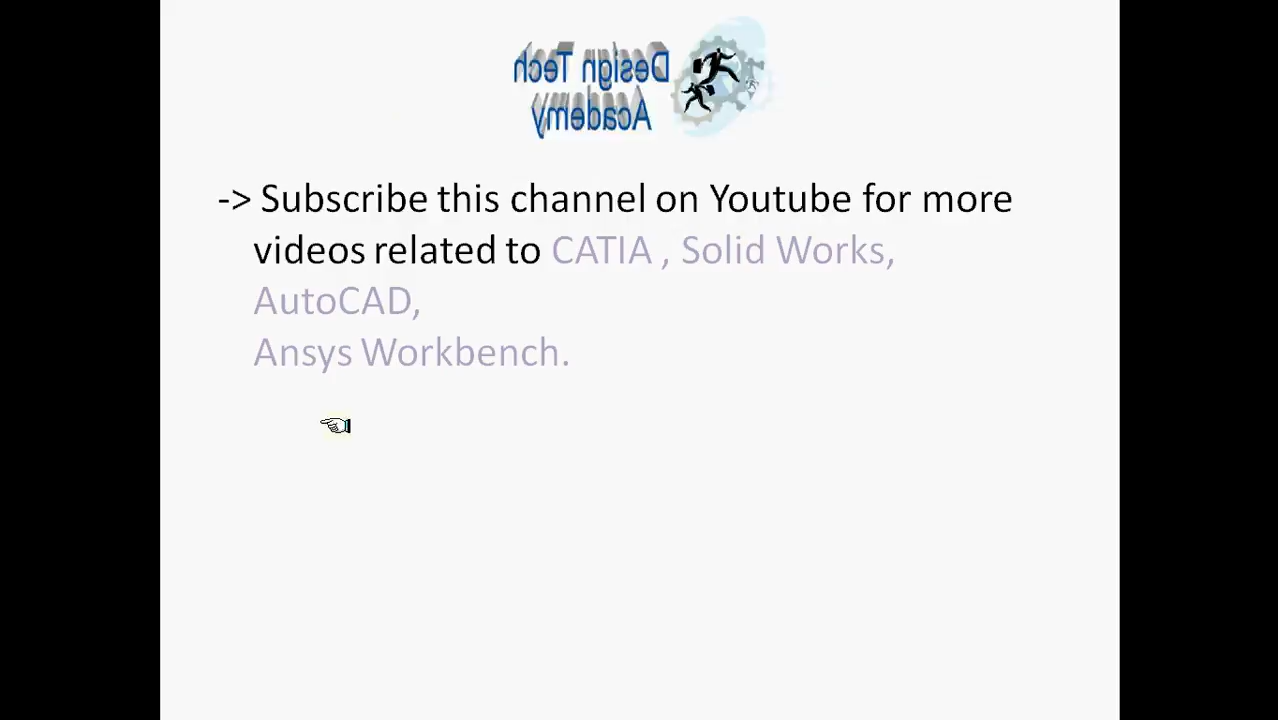 Design Tech
Academy
-> Subscribe this channel on Youtube for more
videos related to CATIA , Solid Works,
AutoCAD,
Ansys Workbench.